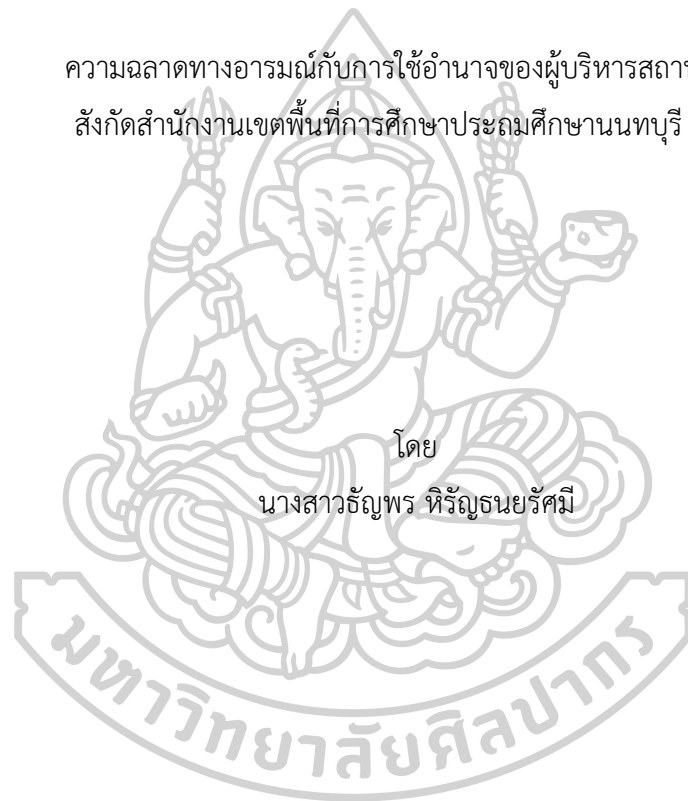 ความฉลาดทางอารมณ์กับการใช้อำนาจของผู้บริหารสถาน
สังกัดสำนักงานเขตพื้นที่การศึกษาประถมศึกษานนทบุรี
โดย
นางสาวธัญพร หิรัญธนยรัศมี
มหาวิทยาลัยศิลปากร